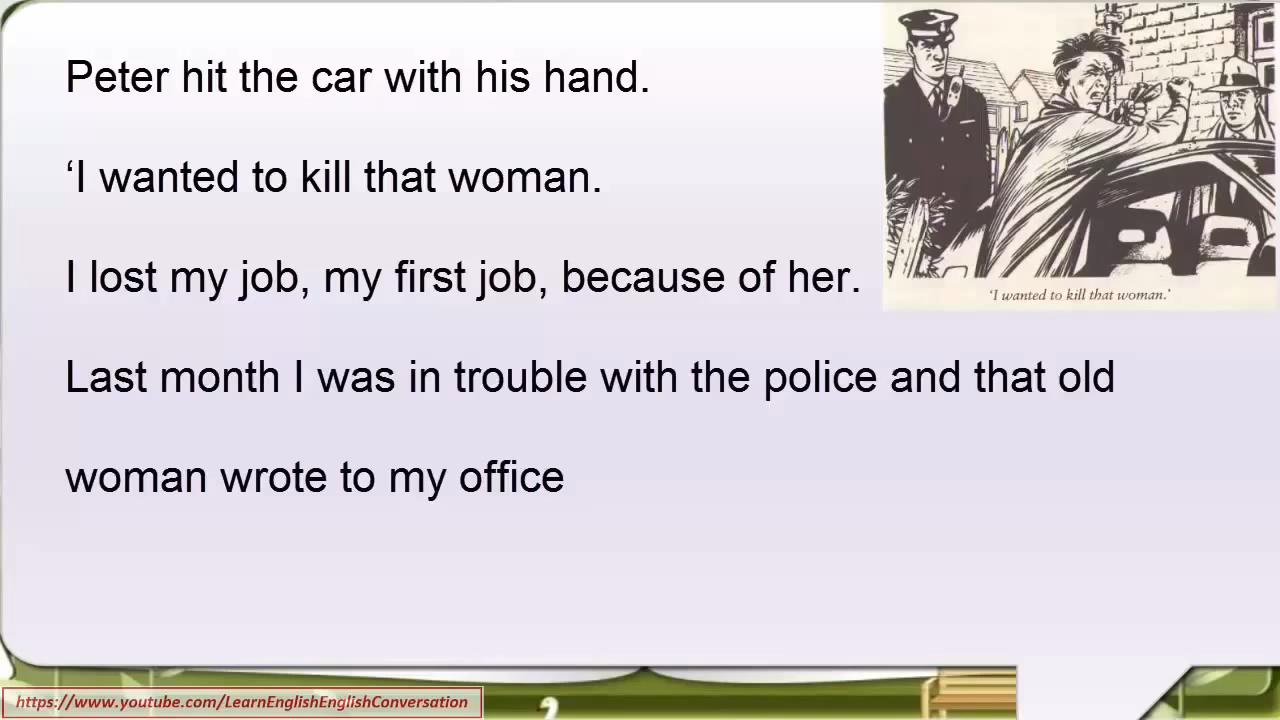 Peter hit the car with his hand.
‘I wanted to kill that woman.
I lost my job, my first job, because of her.
Last month I was in trouble with the police and that old
woman wrote to my office
‘I wanted to kill that woman.’
https://www.youtube.com/LearnEnglishEnglishConversation